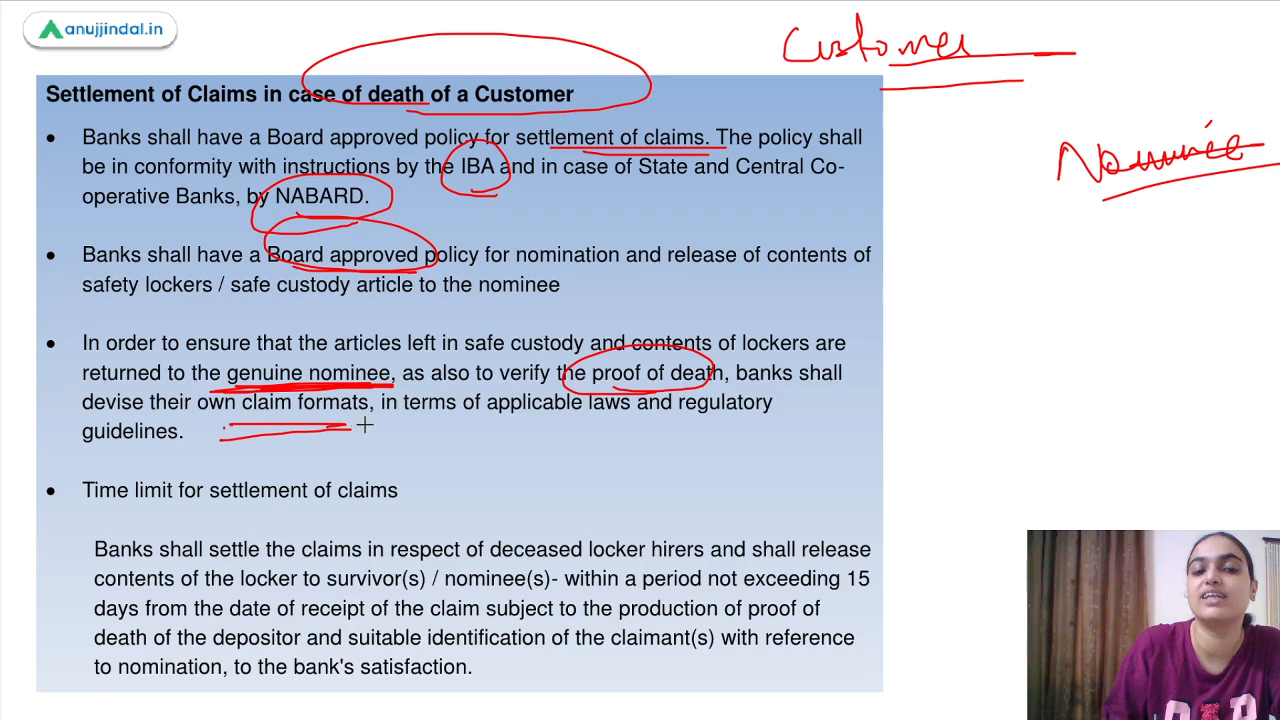 anujjindal.in
Customer
Settlement of Claims in case of death of a Customer
• Banks shall have a Board approved policy for settlement of claims. The policy shall
be in conformity with instructions by the IBA and in case of State and Central Co-
operative Banks, by NABARD.
Nominee
• Banks shall have a Board approved policy for nomination and release of contents of
safety lockers / safe custody article to the nominee
• In order to ensure that the articles left in safe custody and contents of lockers are
returned to the genuine nominee, as also to verify the proof of death, banks shall
devise their own claim formats, in terms of applicable laws and regulatory
guidelines.
• Time limit for settlement of claims
Banks shall settle the claims in respect of deceased locker hirers and shall release
contents of the locker to survivor(s) / nominee(s)- within a period not exceeding 15
days from the date of receipt of the claim subject to the production of proof of
death of the depositor and suitable identification of the claimant(s) with reference
to nomination, to the bank's satisfaction.